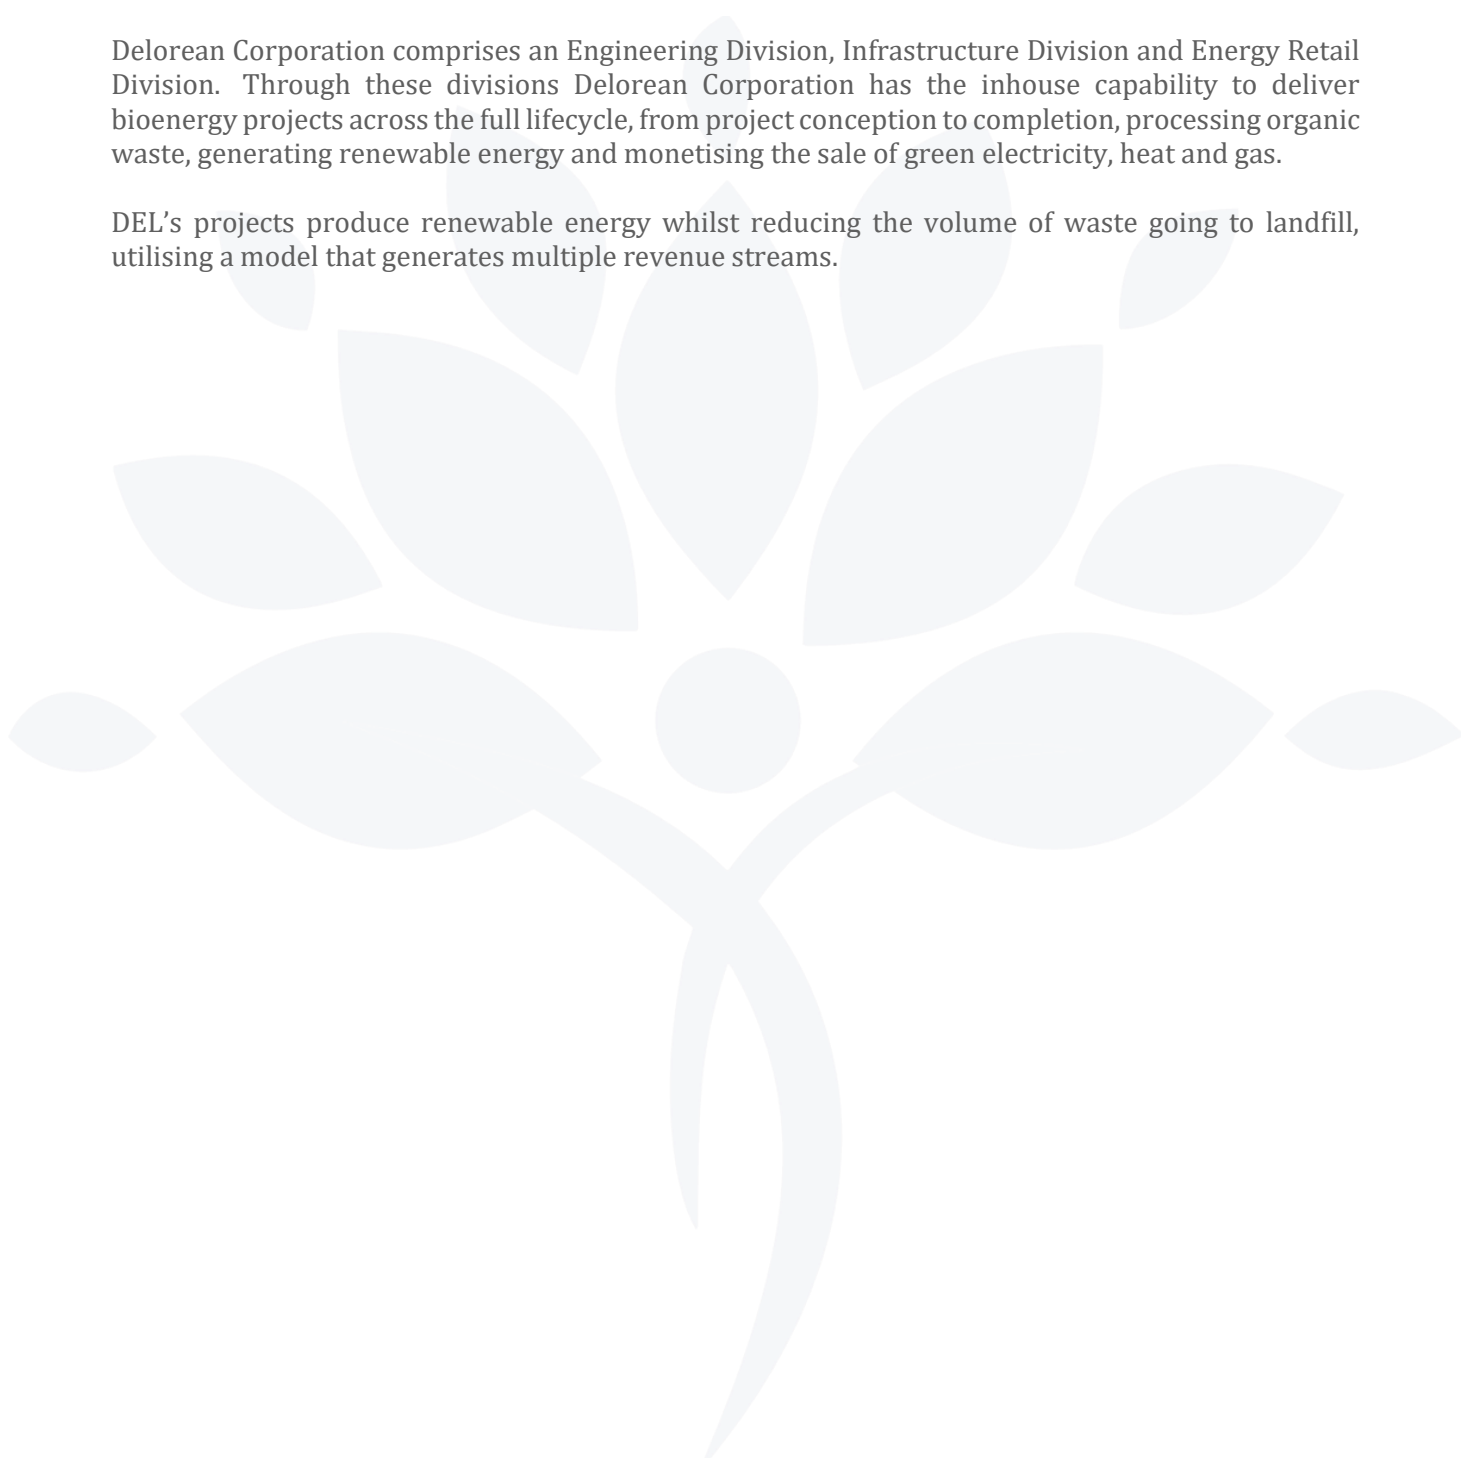 Delorean Corporation comprises an Engineering Division, Infrastructure Division and Energy Retail
Division. Through these divisions Delorean Corporation has the inhouse capability to deliver
bioenergy projects across the full lifecycle, from project conception to completion, processing organic
waste, generating renewable energy and monetising the sale of green electricity, heat and gas.
DEL’s projects produce renewable energy whilst reducing the volume of waste going to landfill,
utilising a model that generates multiple revenue streams.